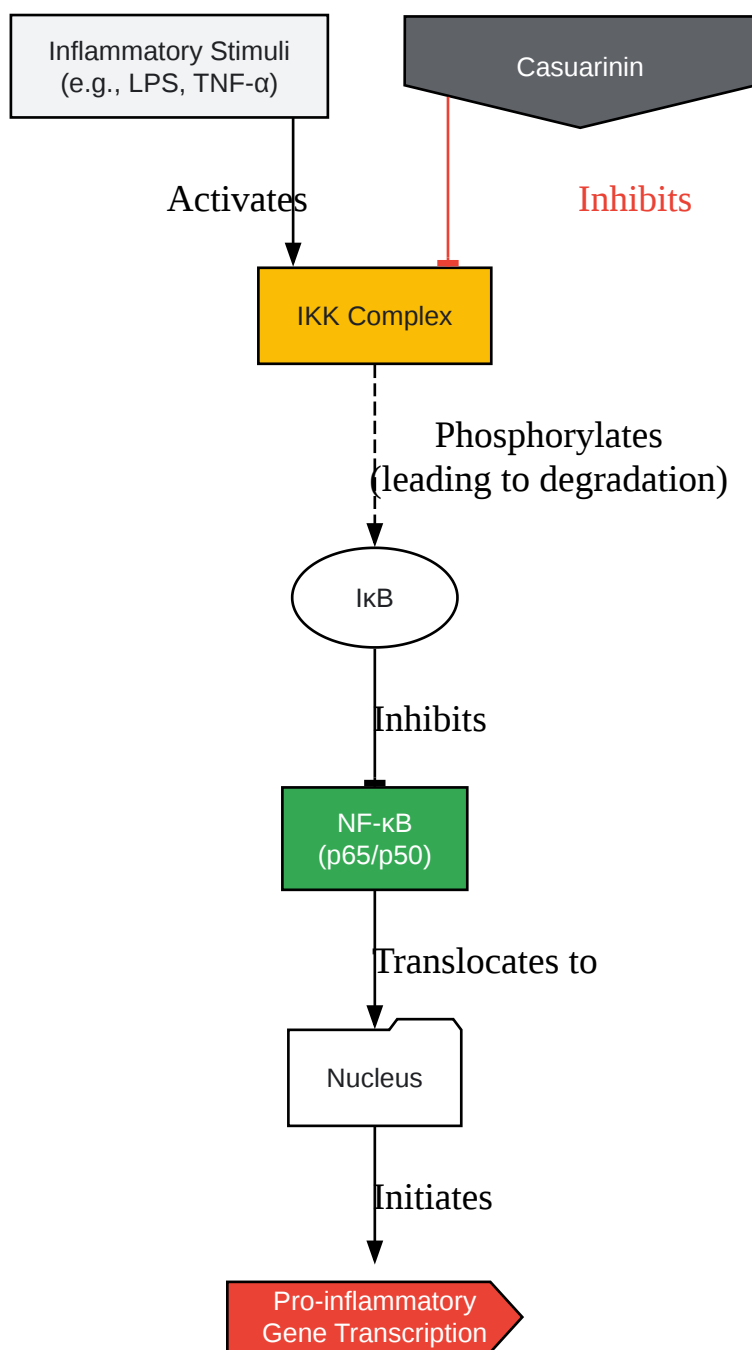 Inflammatory Stimuli
(e.g., LPS, TNF-α)
Casuarinin
Activates
Inhibits
IKK Complex
Phosphorylates
(leading to degradation)
IκB
Inhibits
NF-κB
(p65/p50)
Translocates to
Nucleus
Initiates
Pro-inflammatory
Gene Transcription